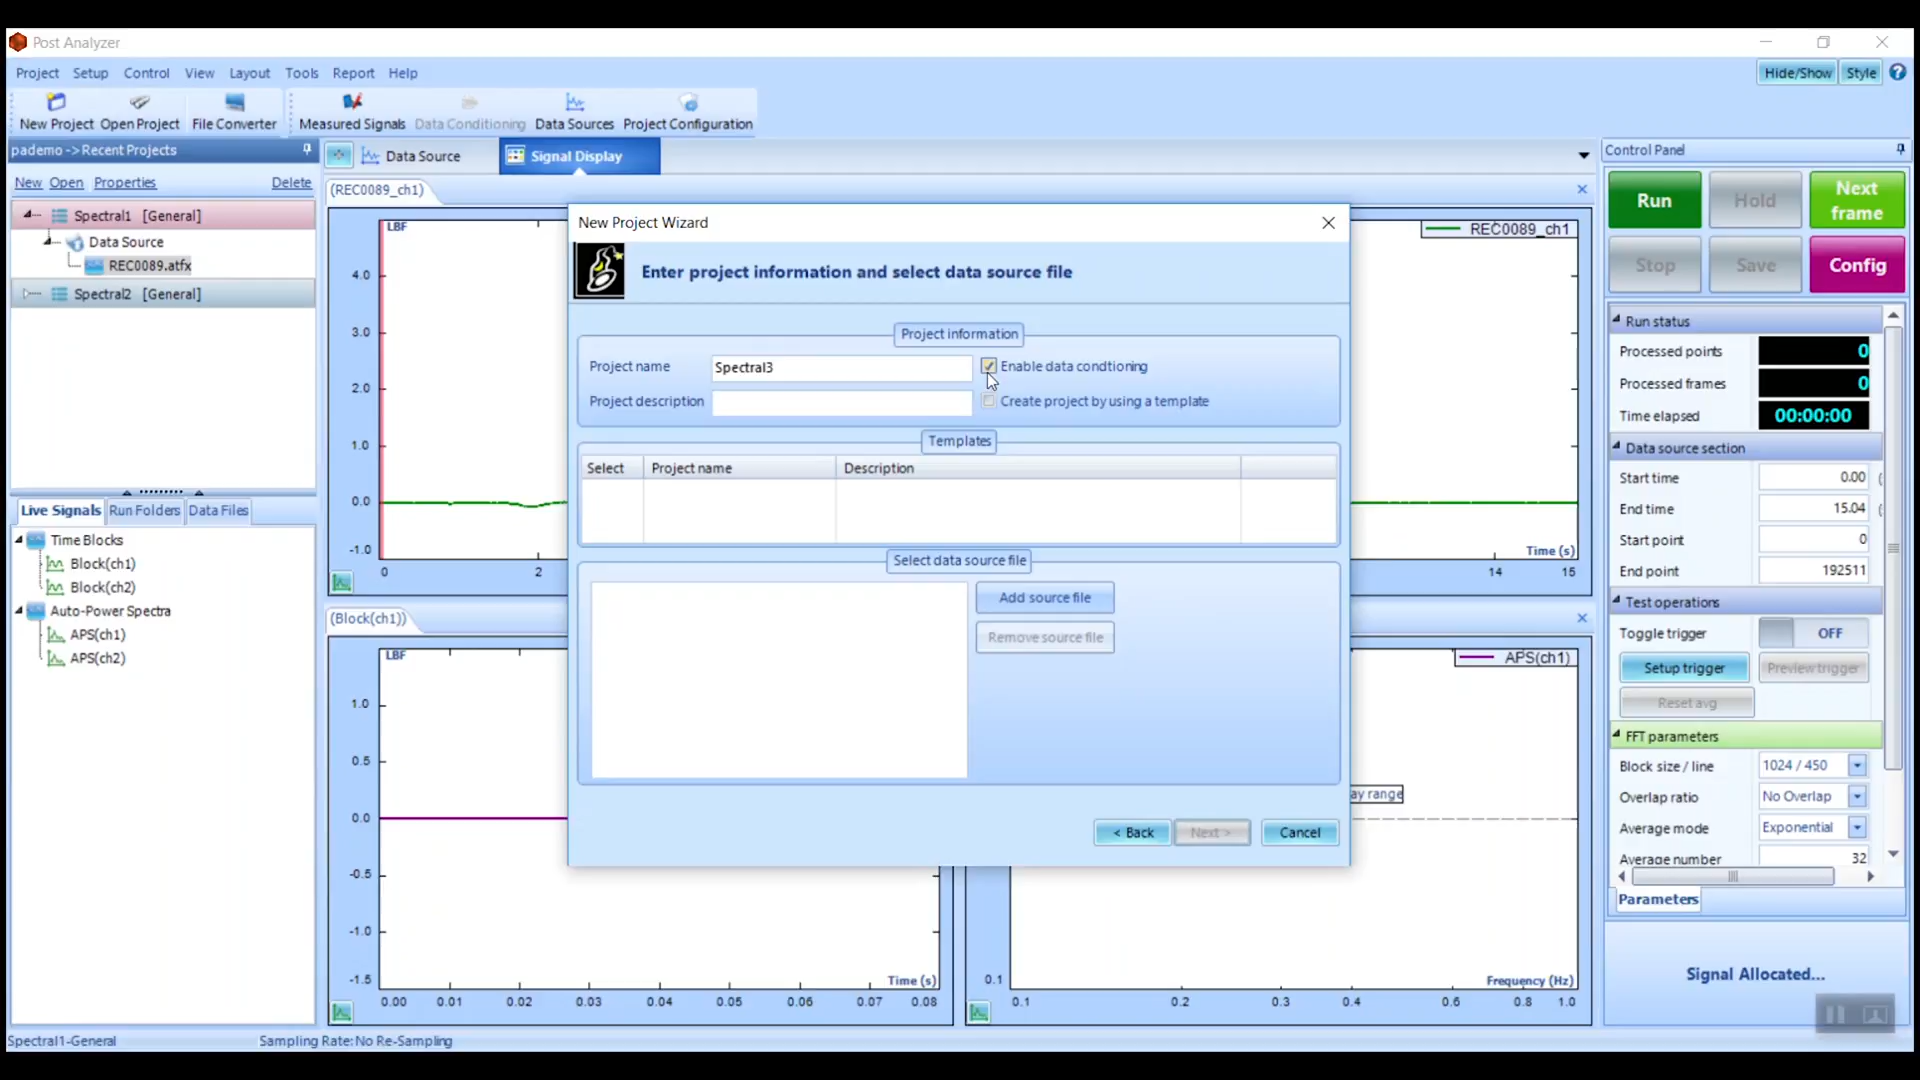 Post Analyzer
Project Setup Control View Layout Tools Report Help
Hide/Show Style ?
New Project Open Project File Converter Measured Signals Data Conditioning Data Sources Project Configuration
pademo ->Recent Projects
New Open Properties Delete
Spectral1 [General]
Data Source
REC0089.atfx
Spectral2 [General]
Live Signals Run Folders Data Files
Time Blocks
Block(ch1)
Block(ch2)
Auto-Power Spectra
APS(ch1)
APS(ch2)
Data Source Signal Display
(REC0089_ch1)
LBF
REC0089_ch1
4.0
3.0
2.0
1.0
0.0
-1.0
Time (s)
0 2 14 15
(Block(ch1))
LBF
1.0
0.5
0.0
-0.5
-1.0
-1.5
Time (s)
0.00 0.01 0.02 0.03 0.04 0.05 0.06 0.07 0.08
APS(ch1)
ay range
0.1
Frequency (Hz)
0.1 0.2 0.3 0.4 0.6 0.8 1.0
New Project Wizard
Enter project information and select data source file
Project information
Project name Spectral3 Enable data condtioning
Project description Create project by using a template
Templates
Select Project name Description
Select data source file
Add source file
Remove source file
< Back Next > Cancel
Control Panel
Run Hold Next frame
Stop Save Config
Run status
Processed points 0
Processed frames 0
Time elapsed 00:00:00
Data source section
Start time 0.00 (
End time 15.04 (
Start point 0
End point 192511
Test operations
Toggle trigger OFF
Setup trigger Preview trigger
Reset avg
FFT parameters
Block size / line 1024 / 450
Overlap ratio No Overlap
Average mode Exponential
Average number 32
Parameters
Signal Allocated...
Spectral1-General Sampling Rate: No Re-Sampling